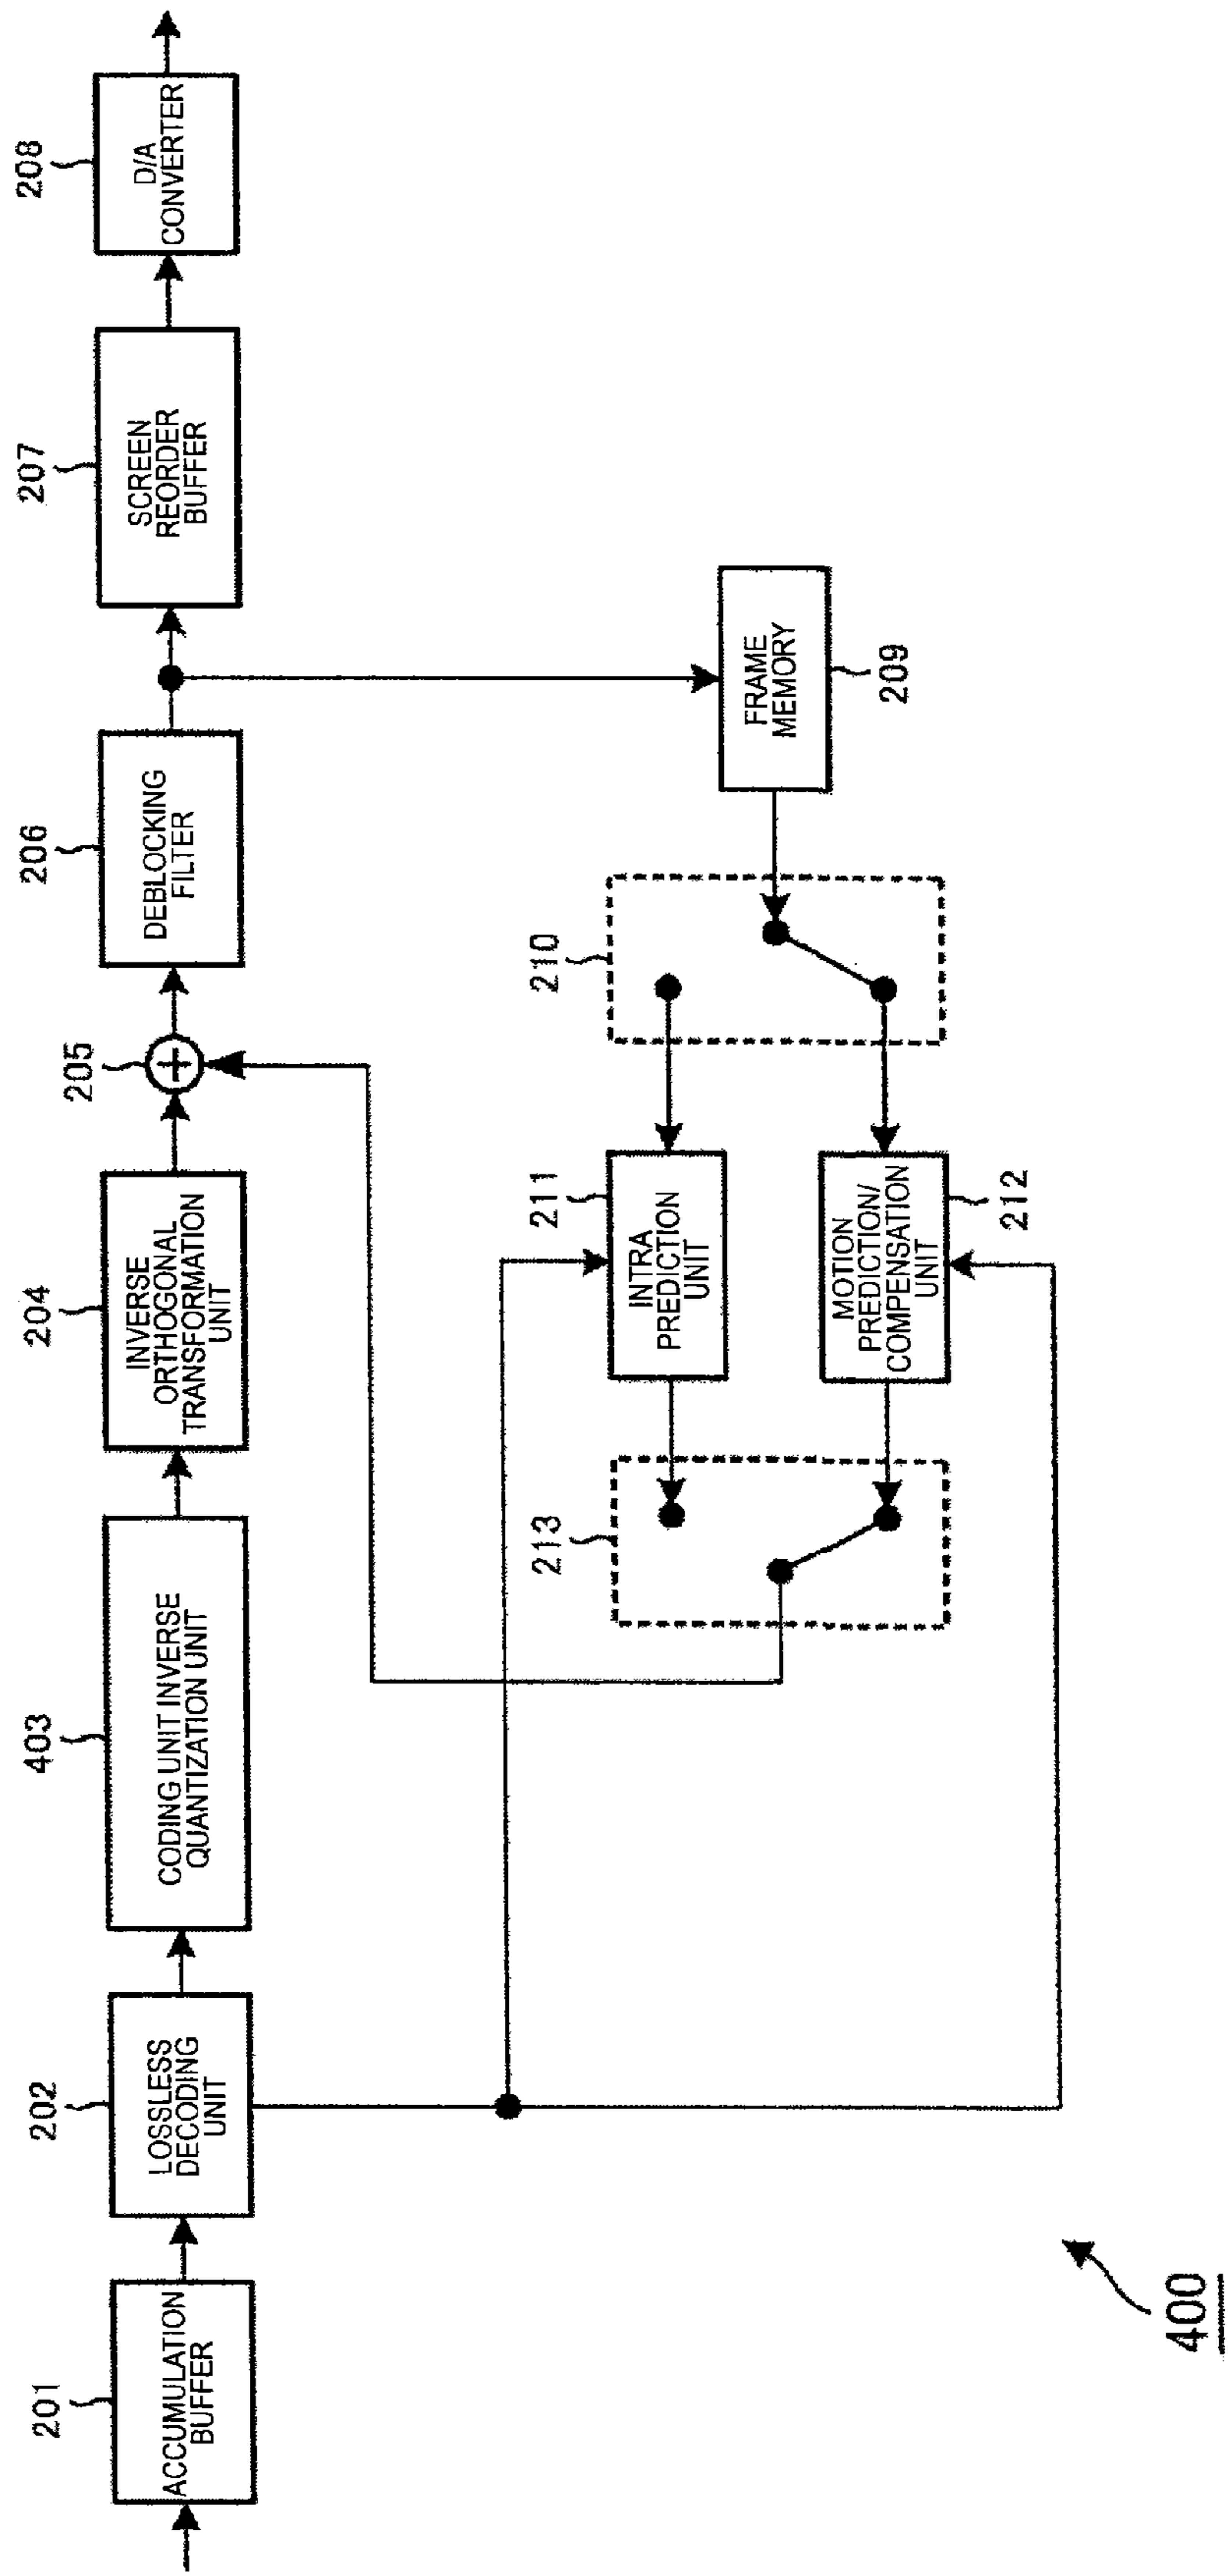 201
ACCUMULATION
BUFFER
202
LOSSLESS
DECODING
UNIT
403
CODING UNIT INVERSE
QUANTIZATION UNIT
204
INVERSE
ORTHOGONAL
TRANSFORMATION
UNIT
205
+
206
DEBLOCKING
FILTER
207
SCREEN
REORDER
BUFFER
208
D/A
CONVERTER
213
211
INTRA
PREDICTION
UNIT
210
FRAME
MEMORY
209
MOTION
PREDICTION/
COMPENSATION
UNIT
212
400